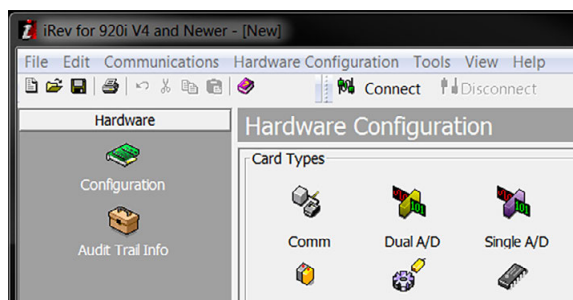 iRev for 920i V4 and Newer - [New]
File Edit Communications Hardware Configuration Tools View Help
Connect Disconnect
Hardware
Hardware Configuration
Configuration
Audit Trail Info
Card Types
Comm Dual A/D Single A/D